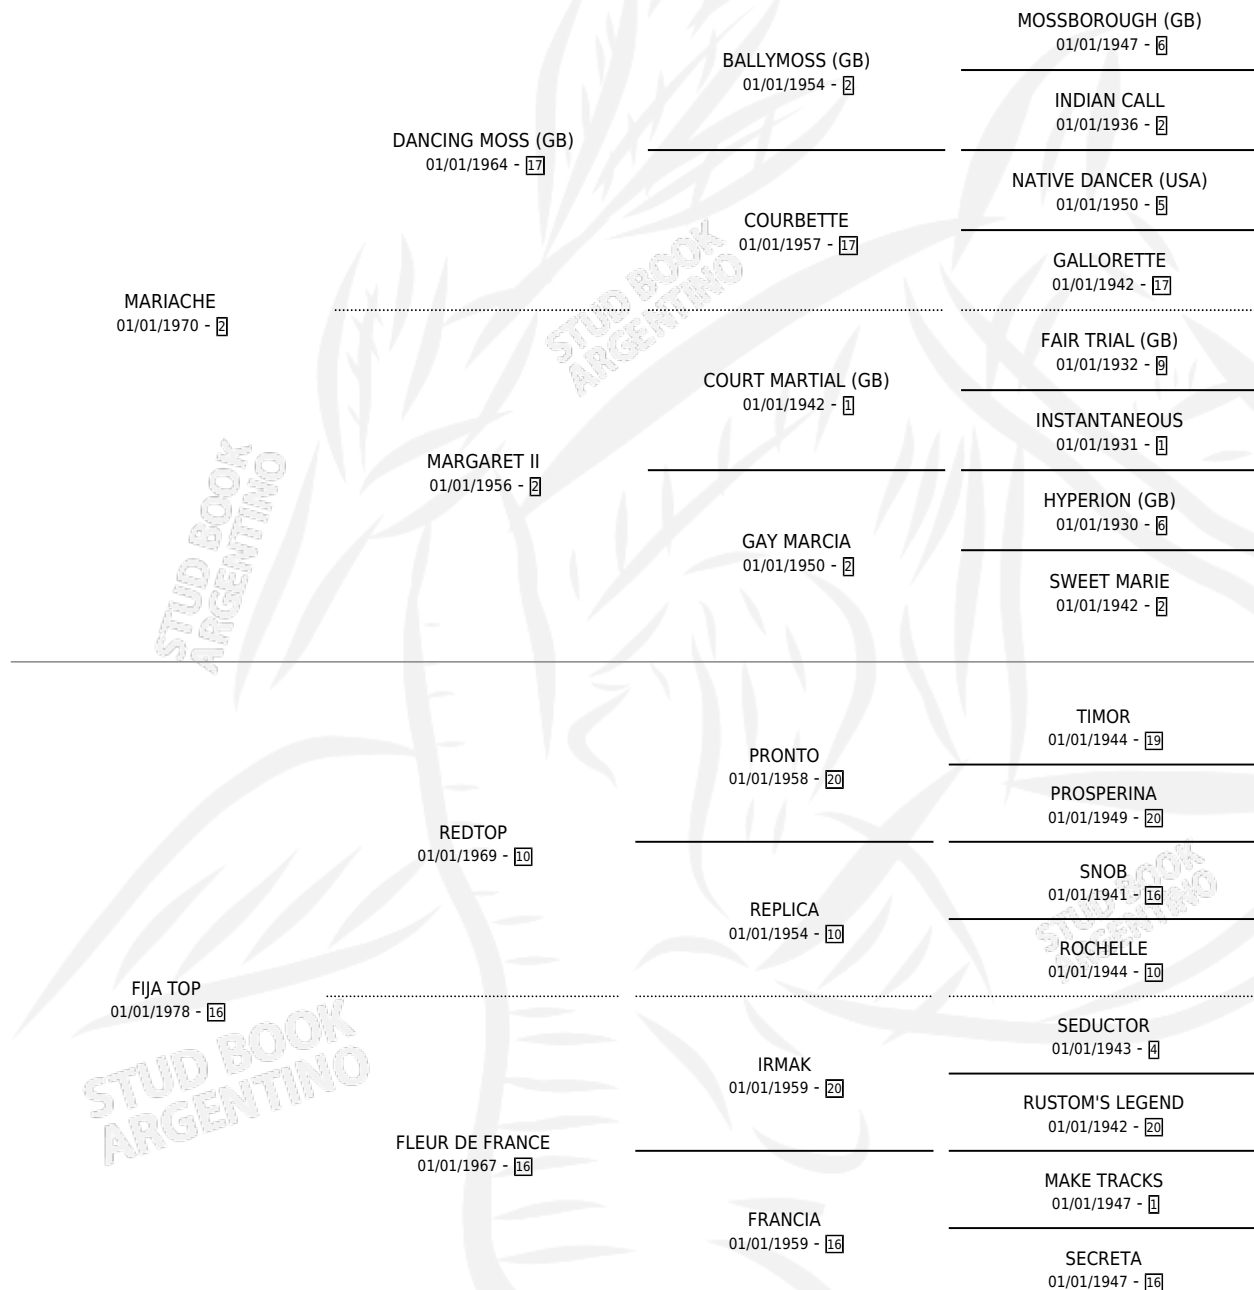 MOSSBOROUGH (GB)
01/01/1947 - 6
BALLYMOSS (GB)
01/01/1954 - 2
INDIAN CALL
01/01/1936 - 2
DANCING MOSS (GB)
01/01/1964 - 17
NATIVE DANCER (USA)
01/01/1950 - 5
COURBETTE
01/01/1957 - 17
GALLORETTE
01/01/1942 - 17
MARIACHE
01/01/1970 - 2
FAIR TRIAL (GB)
01/01/1932 - 9
COURT MARTIAL (GB)
01/01/1942 - 1
INSTANTANEOUS
01/01/1931 - 1
MARGARET II
01/01/1956 - 2
HYPERION (GB)
01/01/1930 - 6
GAY MARCIA
01/01/1950 - 2
SWEET MARIE
01/01/1942 - 2
TIMOR
01/01/1944 - 19
PRONTO
01/01/1958 - 20
PROSPERINA
01/01/1949 - 20
REDTOP
01/01/1969 - 10
SNOB
01/01/1941 - 16
REPLICA
01/01/1954 - 10
ROCHELLE
01/01/1944 - 10
FIJA TOP
01/01/1978 - 16
SEDUCTOR
01/01/1943 - 4
IRMAK
01/01/1959 - 20
RUSTOM'S LEGEND
01/01/1942 - 20
FLEUR DE FRANCE
01/01/1967 - 16
MAKE TRACKS
01/01/1947 - 1
FRANCIA
01/01/1959 - 16
SECRETA
01/01/1947 - 16
STUD BOOK
ARGENTINO
STUD BOOK
ARGENTINO
STUD BOOK
ARGENTINO
STUD BOOK
ARGENTINO